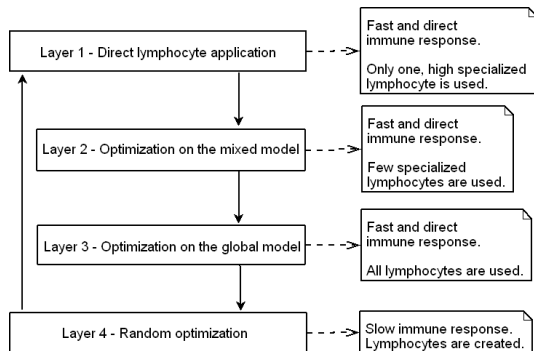 Layer 1 - Direct lymphocyte application
Fast and direct
immune response.
Only one, high specialized
lymphocyte is used.
Layer 2 - Optimization on the mixed model
Fast and direct
immune response.
Few specialized
lymphocytes are used.
Layer 3 - Optimization on the global model
Fast and direct
immune response.
All lymphocytes are used.
Layer 4 - Random optimization
Slow immune response.
Lymphocytes are created.